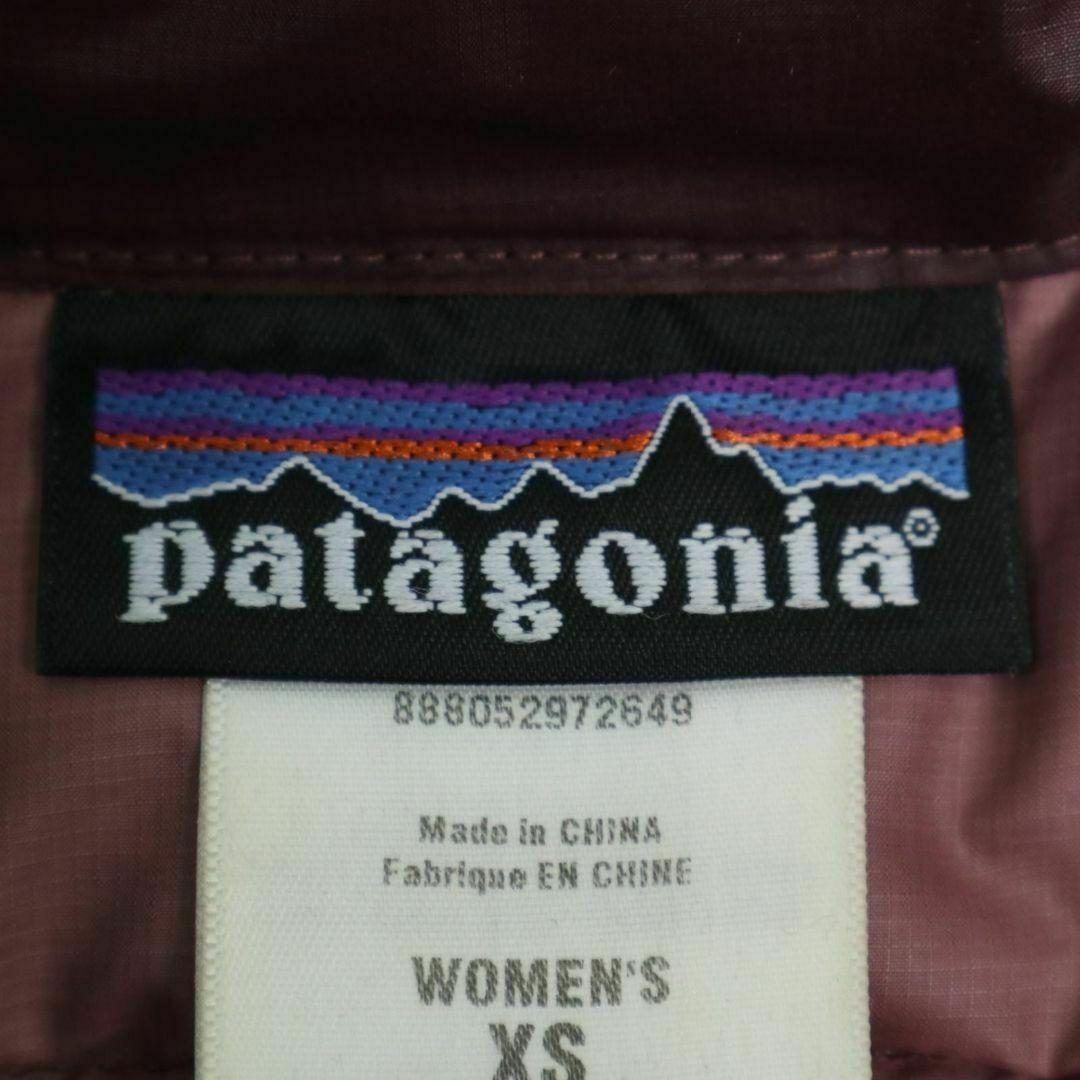 patagonia®
888052972649
Made in CHINA
Fabrique EN CHINE
WOMEN'S
XS